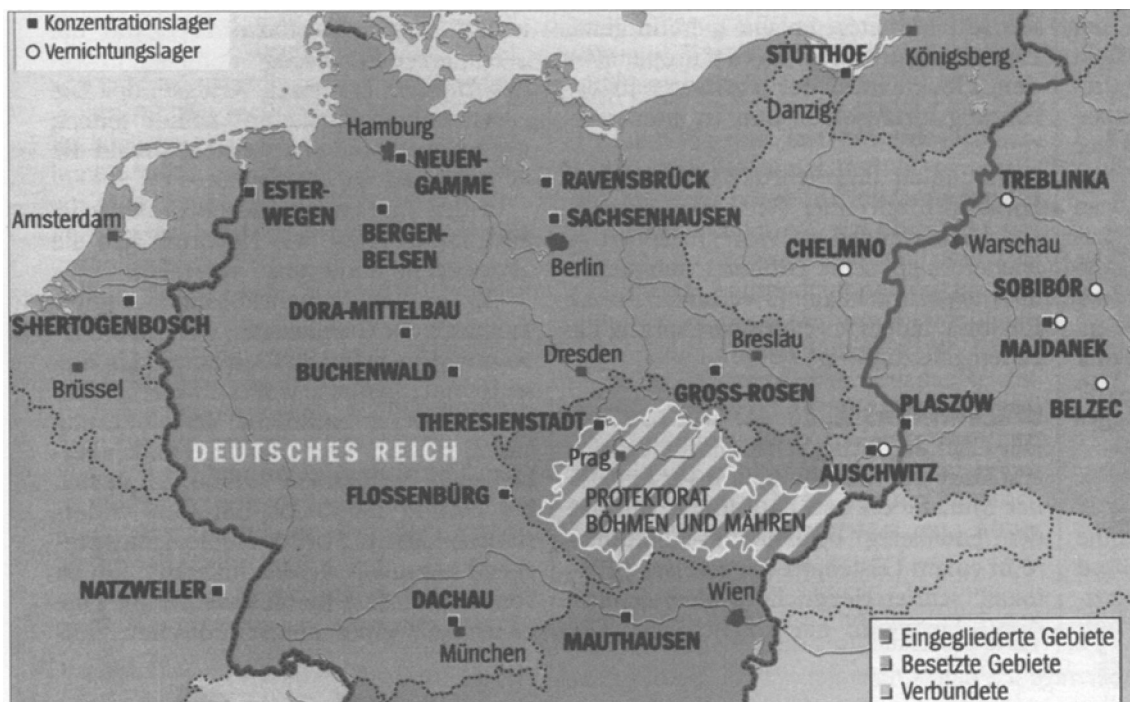 Konzentrationslager
Vernichtungslager
STUTTHOF
Königsberg
Danzig
Hamburg
NEUEN-
GAMME
RAVENSBRÜCK
TREBLINKA
ESTER-
WEGEN
SACHSENHAUSEN
Amsterdam
BERGEN-
BELSEN
Berlin
CHELMNO
Warschau
SOBIBÓR
S-HERTOGENBOSCH
DORA-MITTELBAU
MAJDANEK
Brüssel
BUCHENWALD
Dresden
Breslau
GROSS-ROSEN
BELZEC
THERESIENSTADT
PLASZÓW
DEUTSCHES REICH
Prag
AUSCHWITZ
FLOSSENBÜRG
PROTEKTORAT
BÖHMEN UND MÄHREN
NATZWEILER
DACHAU
Wien
München
MAUTHAUSEN
Eingegliederte Gebiete
Besetzte Gebiete
Verbündete